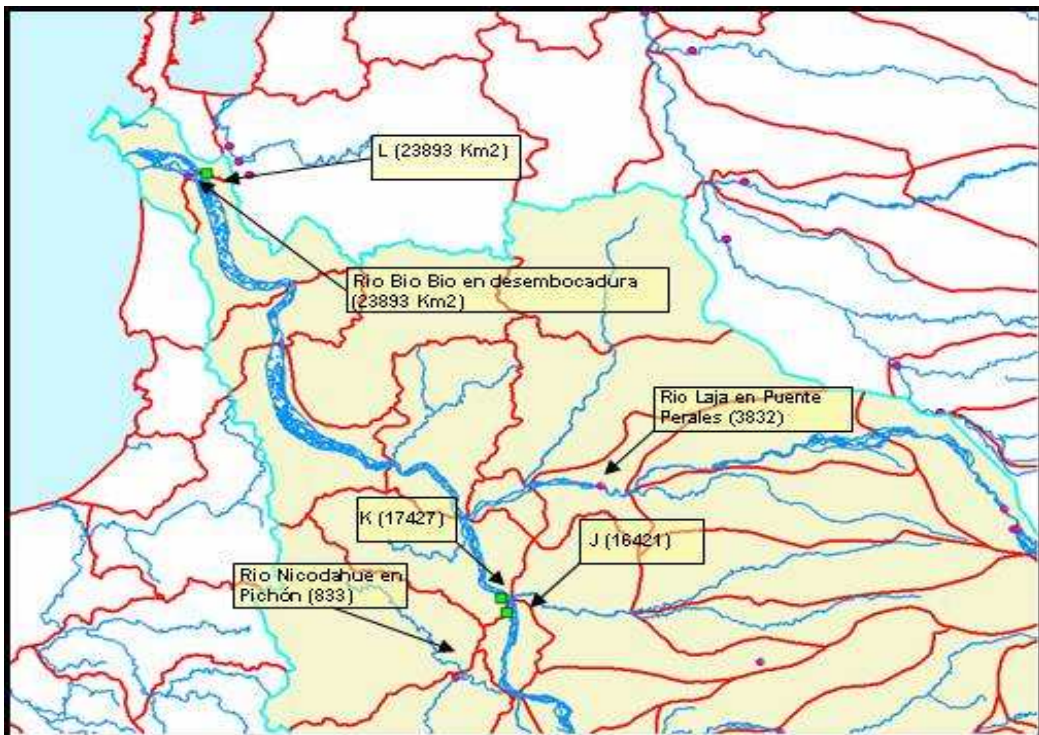 L (23893 Km2)
Rio Bio Bio en desembocadura
(23893 Km2)
Rio Laja en Puente
Perales (3832)
K (17427)
J (16421)
Rio Nicodahue en
Pichón (833)